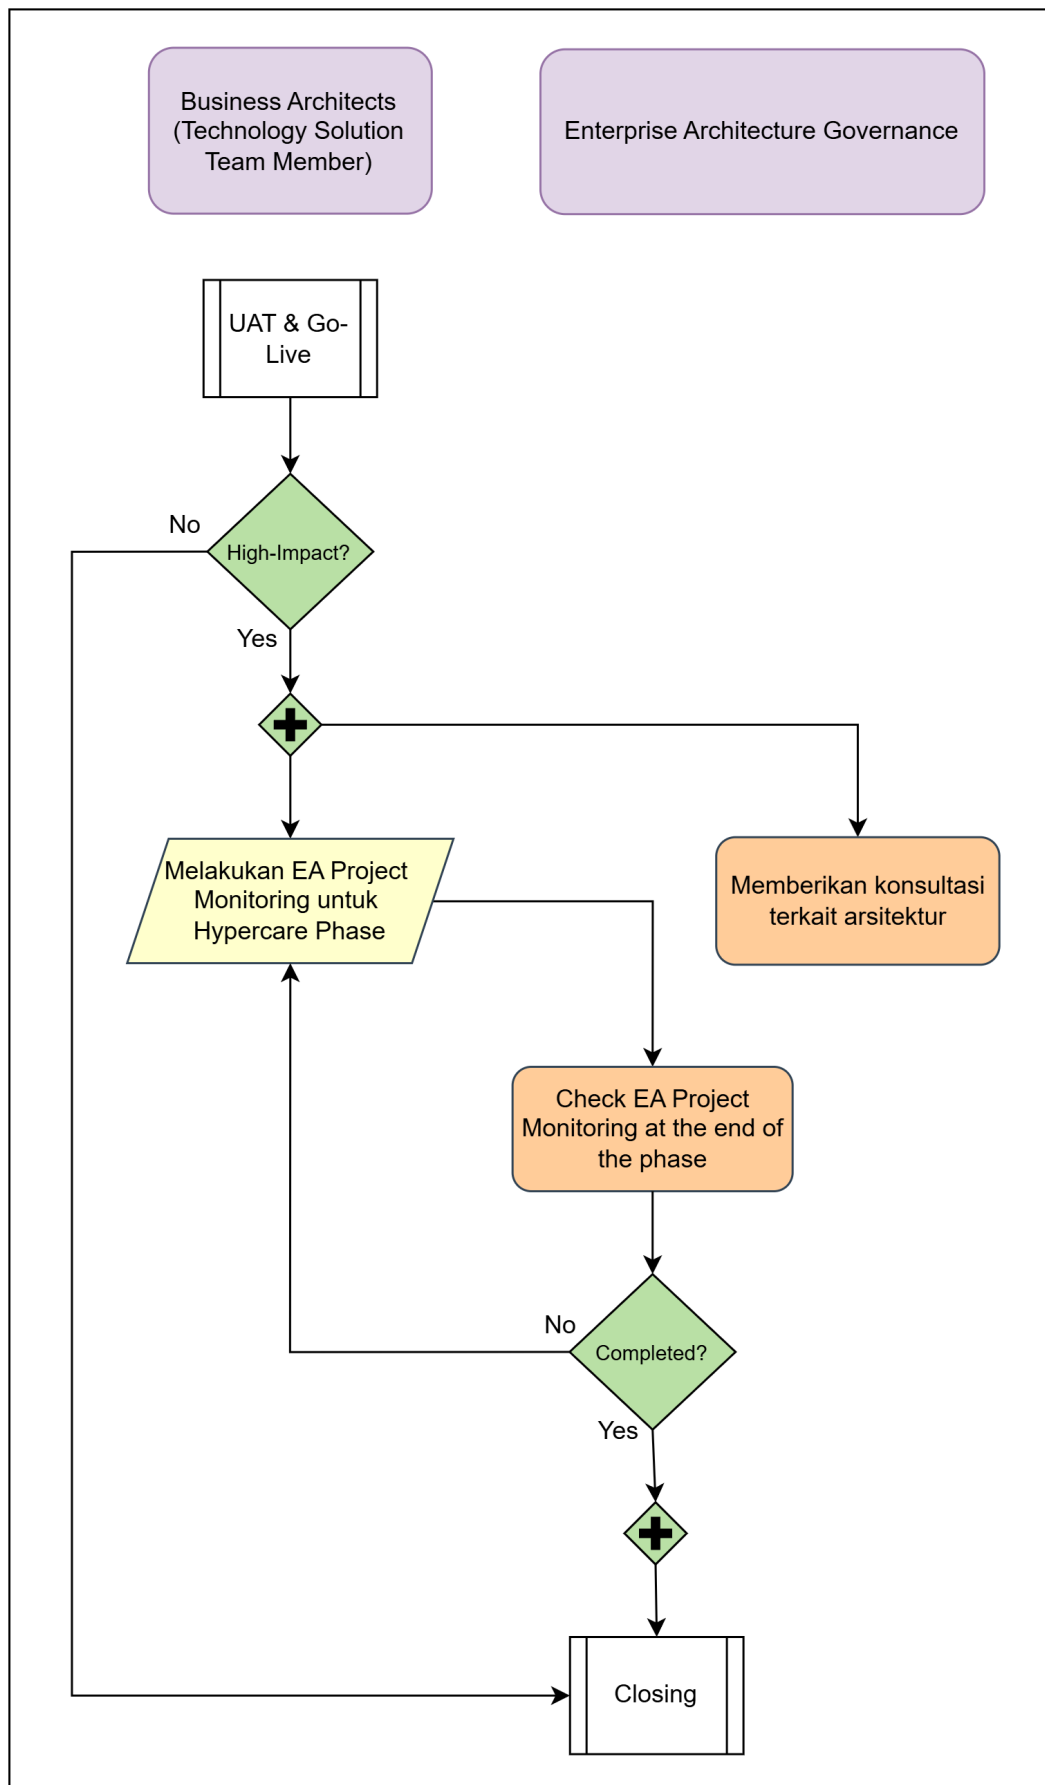 Business Architects
(Technology Solution
Team Member)
Enterprise Architecture Governance
UAT & Go-
Live
No
High-Impact?
Yes
Melakukan EA Project
Monitoring untuk
Hypercare Phase
Memberikan konsultasi
terkait arsitektur
Check EA Project
Monitoring at the end of
the phase
No
Completed?
Yes
Closing